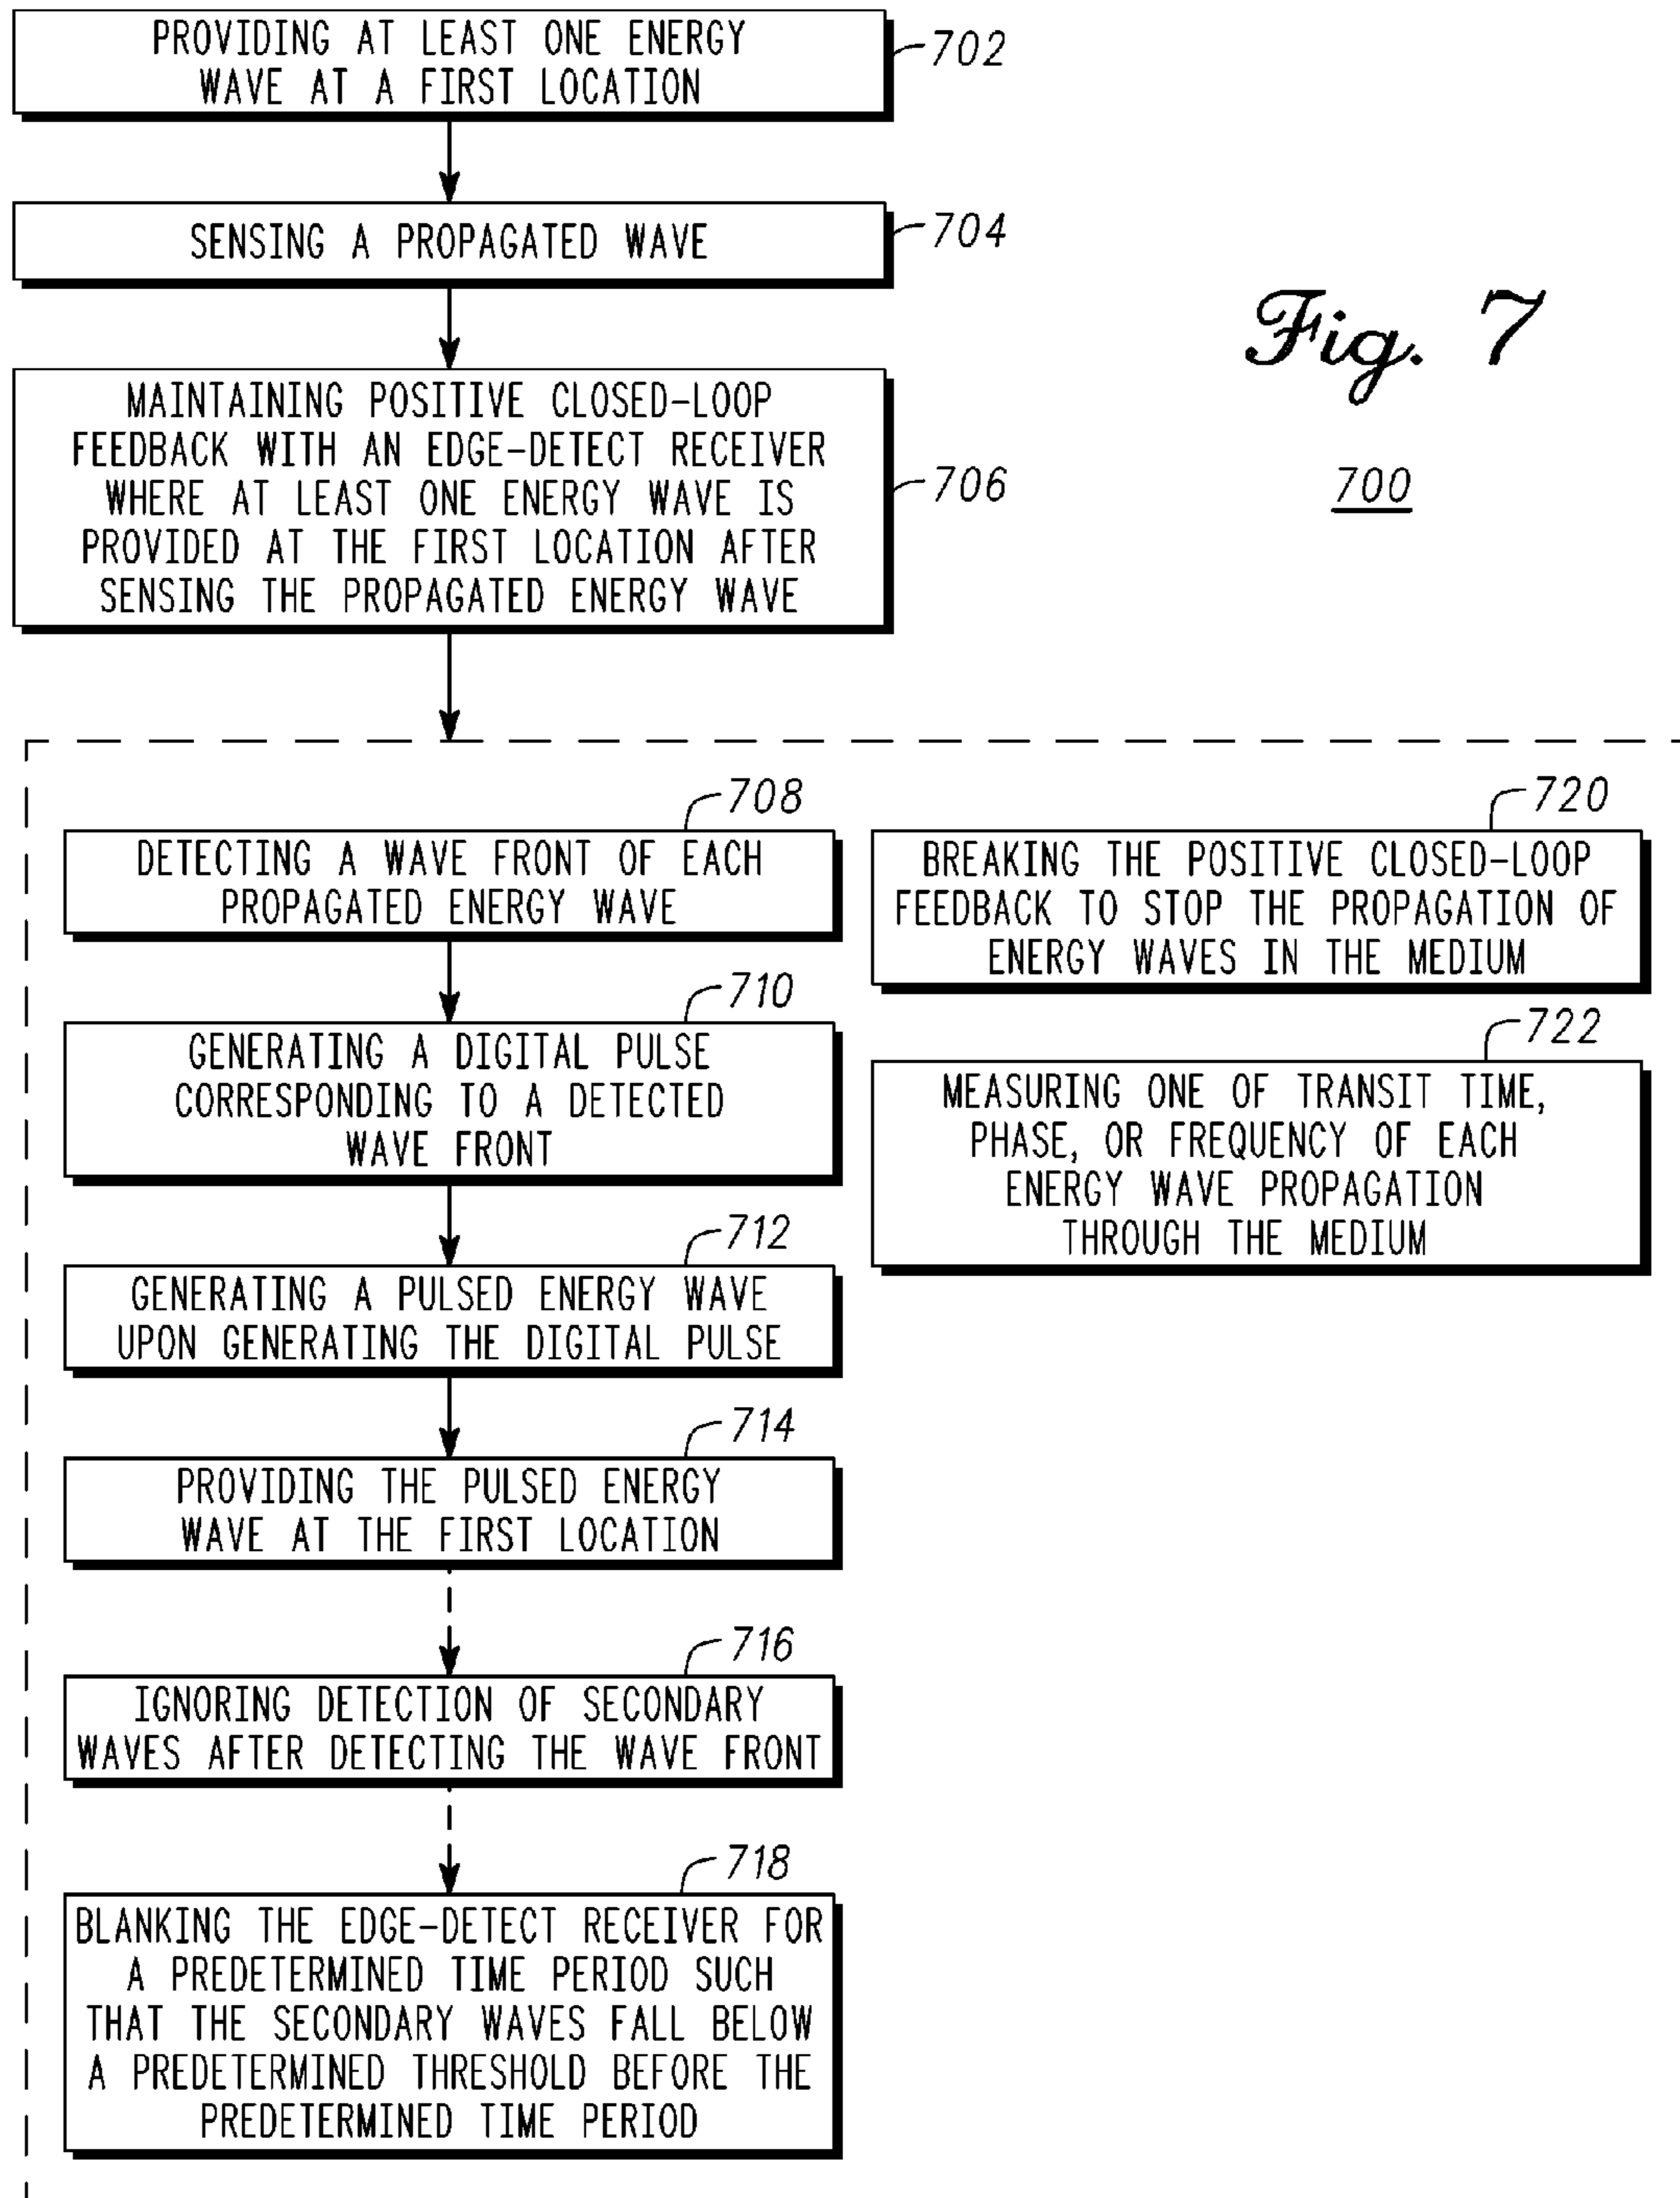 PROVIDING AT LEAST ONE ENERGY
WAVE AT A FIRST LOCATION
702
SENSING A PROPAGATED WAVE
704
Fig. 7
700
MAINTAINING POSITIVE CLOSED-LOOP
FEEDBACK WITH AN EDGE-DETECT RECEIVER
WHERE AT LEAST ONE ENERGY WAVE IS
PROVIDED AT THE FIRST LOCATION AFTER
SENSING THE PROPAGATED ENERGY WAVE
706
708
DETECTING A WAVE FRONT OF EACH
PROPAGATED ENERGY WAVE
710
GENERATING A DIGITAL PULSE
CORRESPONDING TO A DETECTED
WAVE FRONT
712
GENERATING A PULSED ENERGY WAVE
UPON GENERATING THE DIGITAL PULSE
714
PROVIDING THE PULSED ENERGY
WAVE AT THE FIRST LOCATION
716
IGNORING DETECTION OF SECONDARY
WAVES AFTER DETECTING THE WAVE FRONT
718
BLANKING THE EDGE-DETECT RECEIVER FOR
A PREDETERMINED TIME PERIOD SUCH
THAT THE SECONDARY WAVES FALL BELOW
A PREDETERMINED THRESHOLD BEFORE THE
PREDETERMINED TIME PERIOD
720
BREAKING THE POSITIVE CLOSED-LOOP
FEEDBACK TO STOP THE PROPAGATION OF
ENERGY WAVES IN THE MEDIUM
722
MEASURING ONE OF TRANSIT TIME,
PHASE, OR FREQUENCY OF EACH
ENERGY WAVE PROPAGATION
THROUGH THE MEDIUM